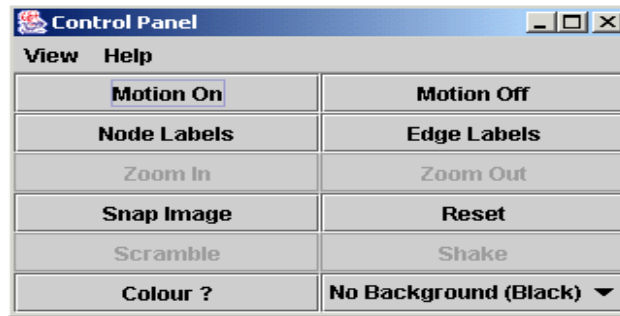 Control Panel
View Help
Motion On Motion Off
Node Labels Edge Labels
Zoom In Zoom Out
Snap Image Reset
Scramble Shake
Colour ? No Background (Black)